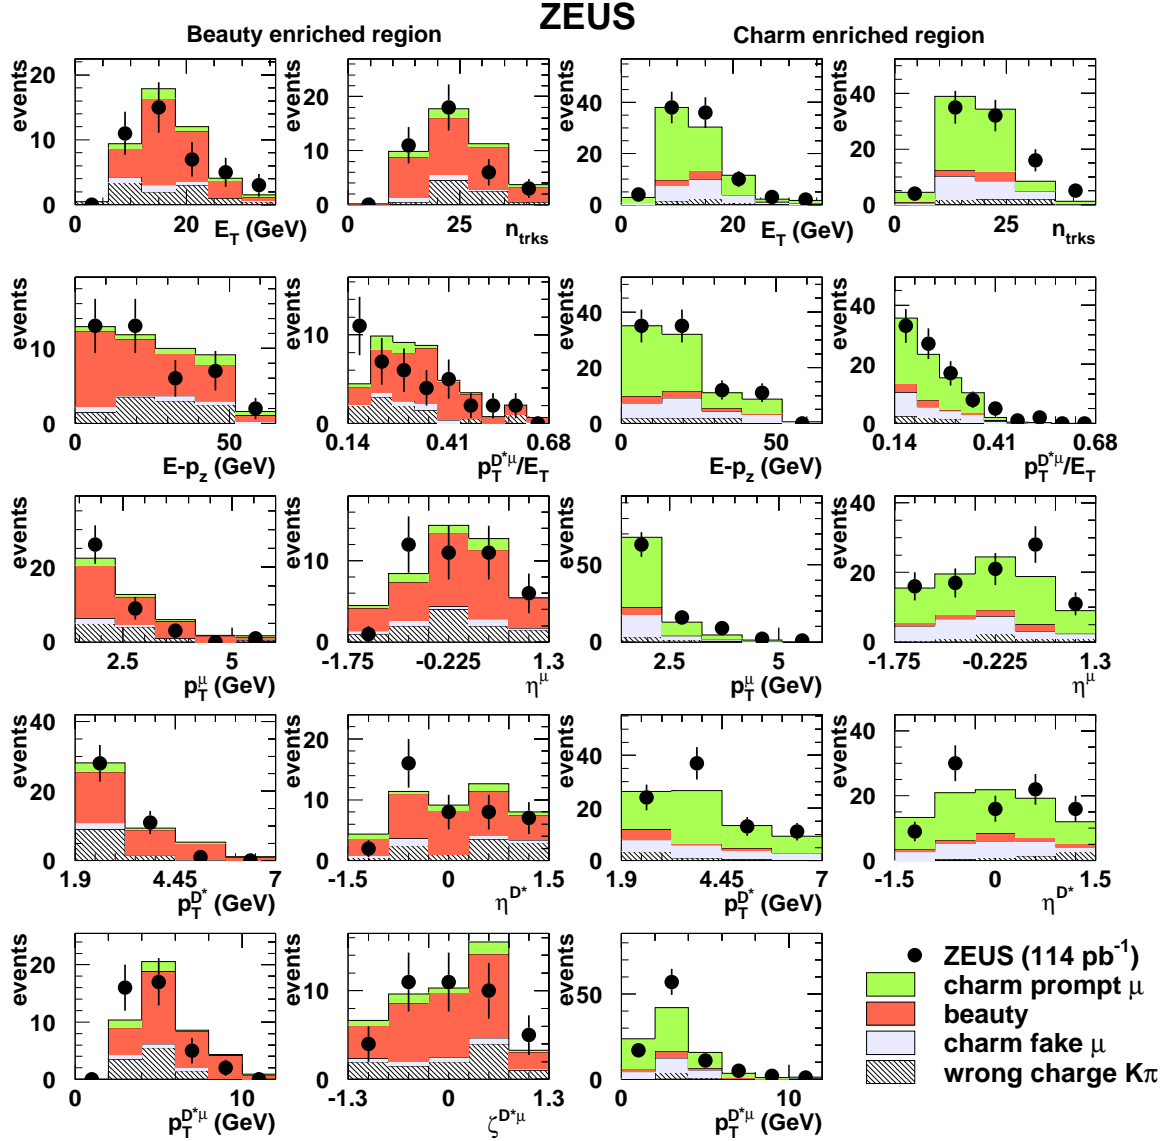 ZEUS
Beauty enriched region
Charm enriched region
events
20
10
0
0
20
E_T (GeV)
events
20
10
0
0
25
n_trks
events
40
20
0
0
20
E_T (GeV)
events
40
20
0
0
25
n_trks
events
10
0
0
50
E-p_z (GeV)
events
10
0
0.14
0.41
0.68
p_T^{D*μ}/E_T
events
40
20
0
0
50
E-p_z (GeV)
events
40
20
0
0.14
0.41
0.68
p_T^{D*μ}/E_T
events
20
0
2.5
5
p_T^μ (GeV)
events
10
0
-1.75
-0.225
1.3
η^μ
events
50
0
2.5
5
p_T^μ (GeV)
events
40
20
0
-1.75
-0.225
1.3
η^μ
events
40
20
0
1.9
4.45
7
p_T^{D*} (GeV)
events
20
10
0
-1.5
0
1.5
η^{D*}
events
40
20
0
1.9
4.45
7
p_T^{D*} (GeV)
events
40
20
0
-1.5
0
1.5
η^{D*}
events
20
10
0
0
10
p_T^{D*μ} (GeV)
events
10
0
-1.3
0
1.3
ζ^{D*μ}
events
50
0
0
10
p_T^{D*μ} (GeV)
ZEUS (114 pb^-1)
charm prompt μ
beauty
charm fake μ
wrong charge Kπ